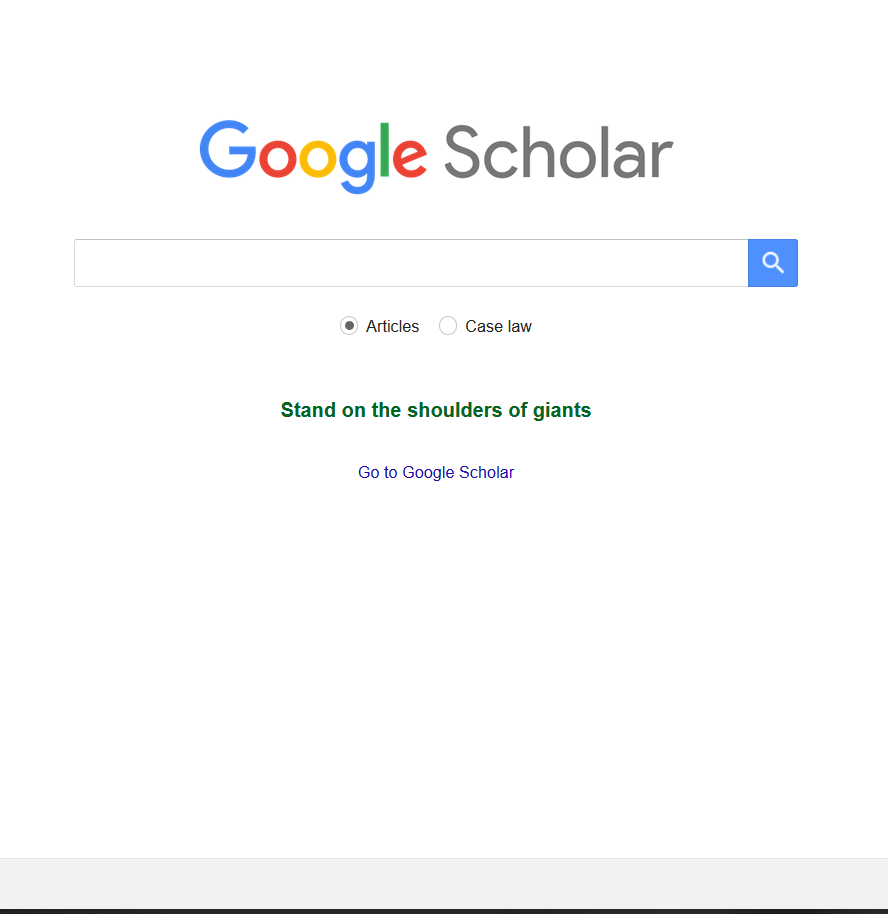 Google Scholar
Articles Case law
Stand on the shoulders of giants
Go to Google Scholar